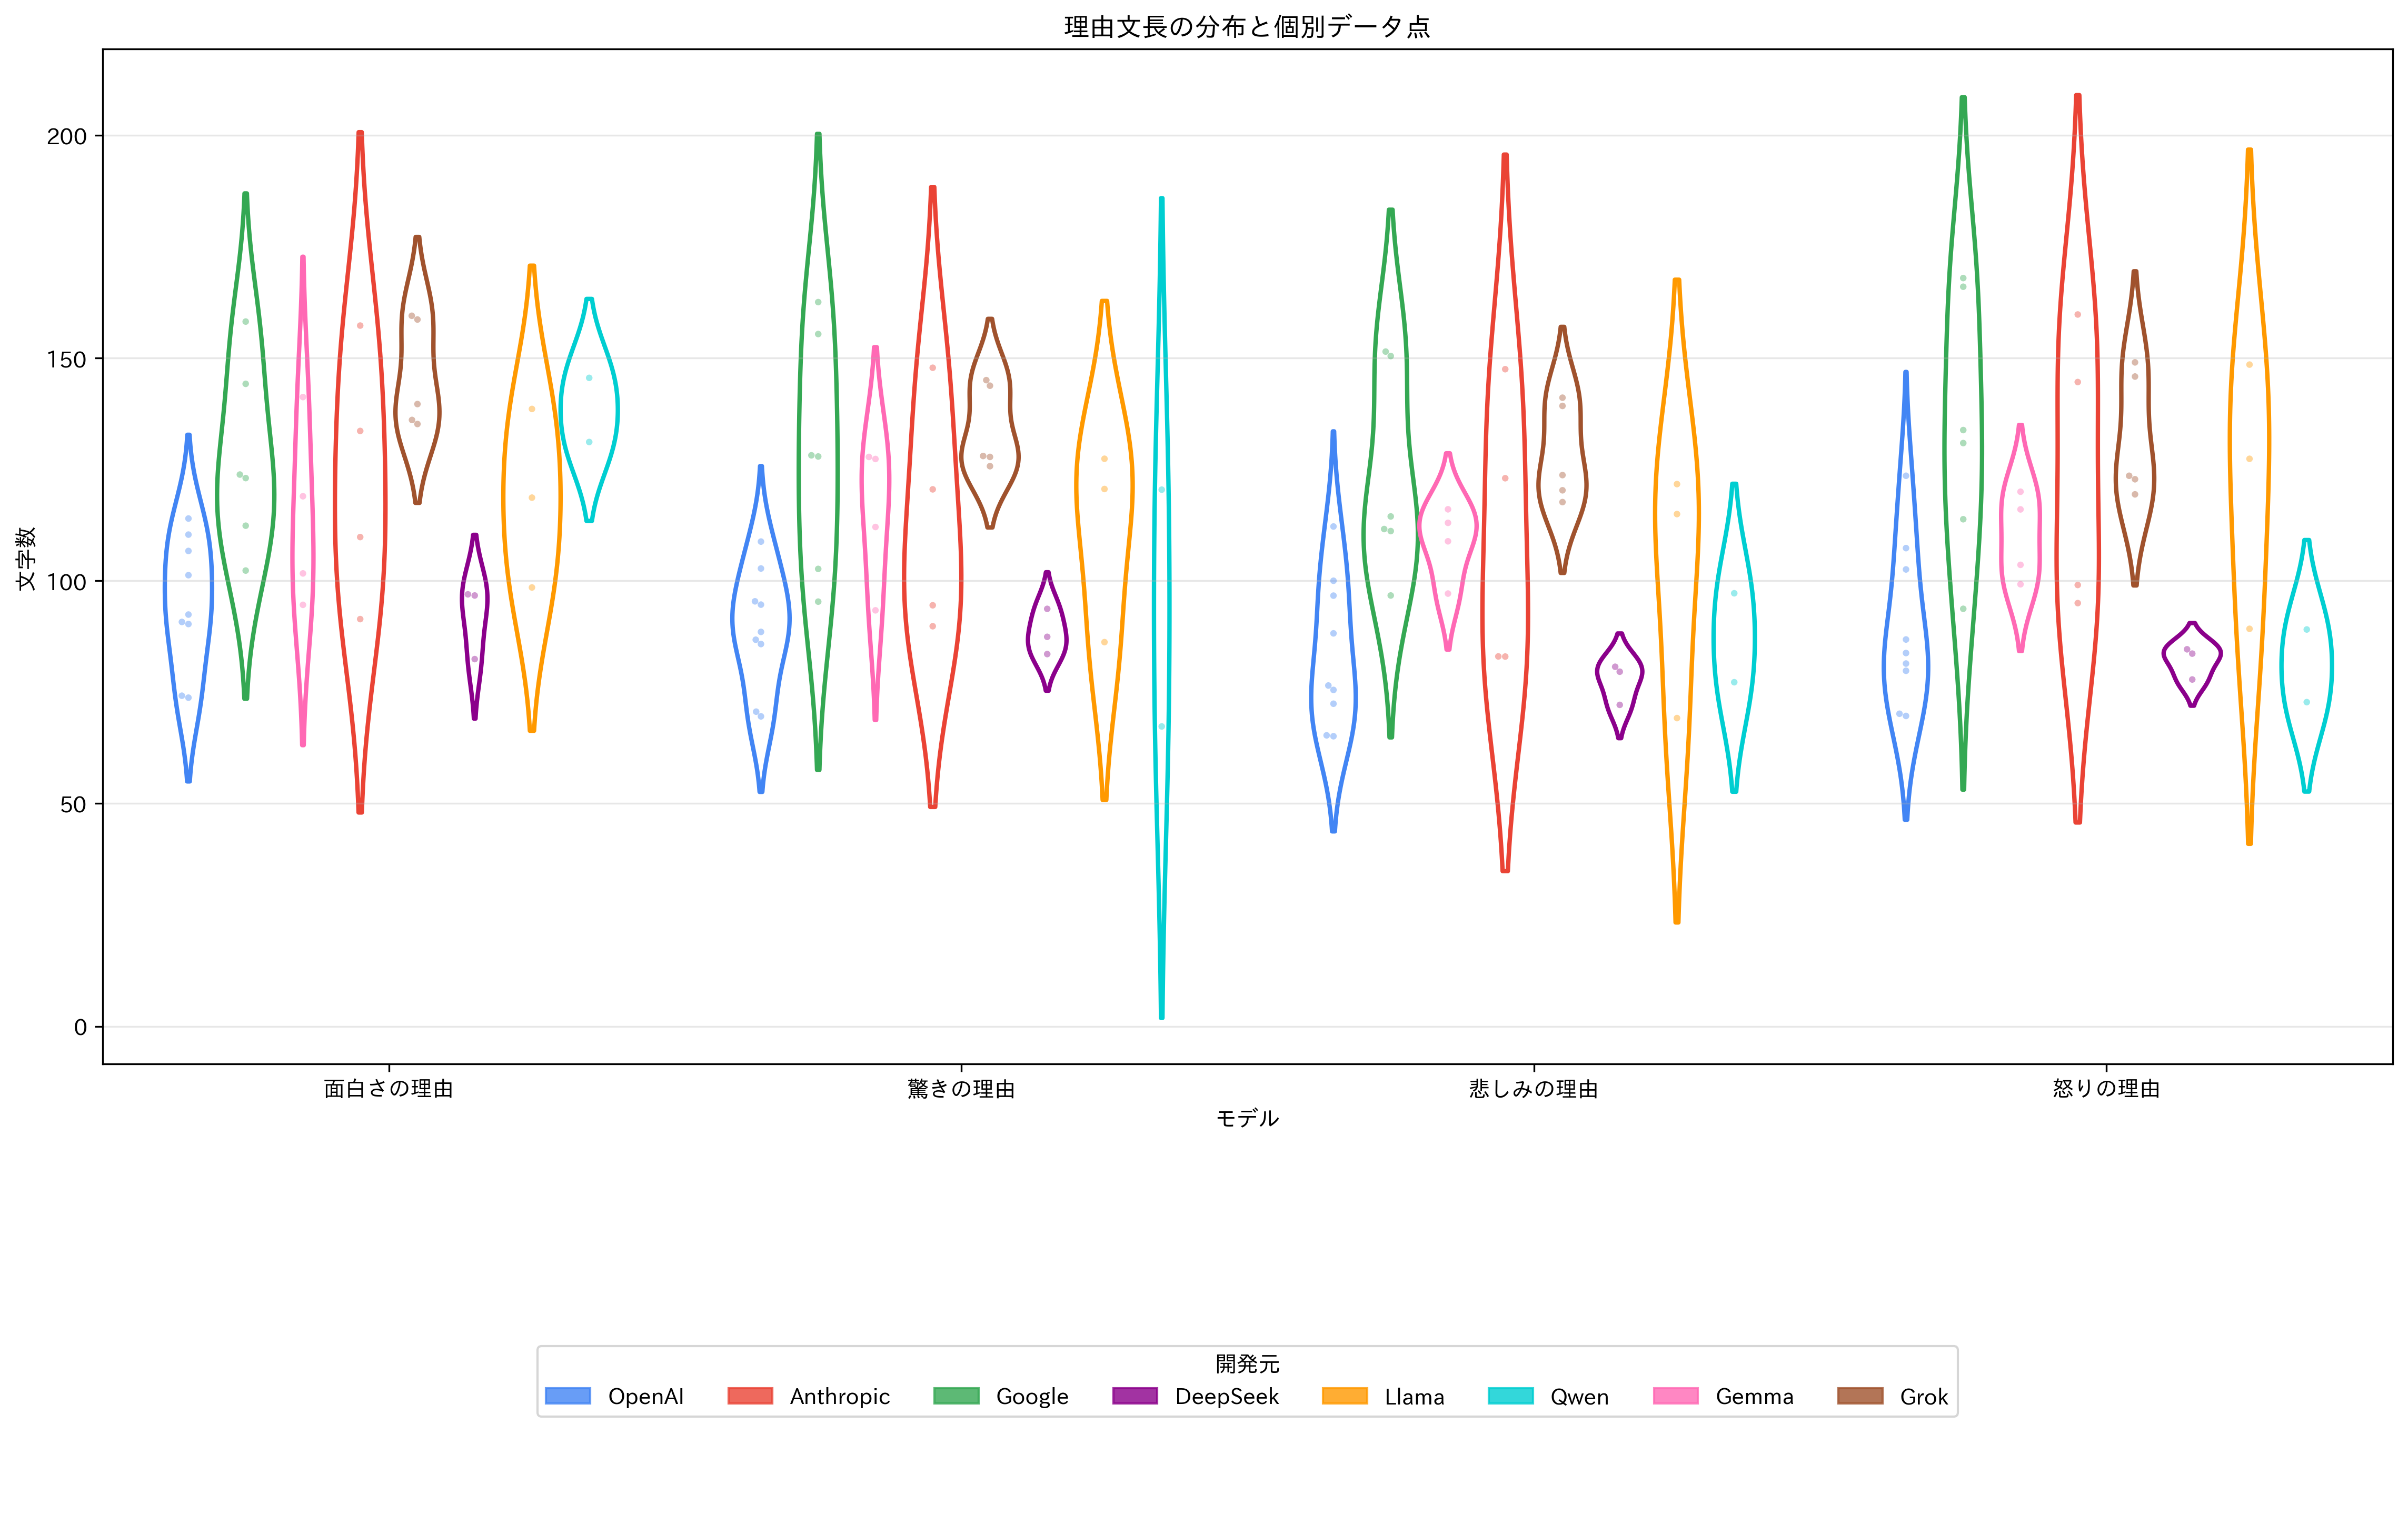 理由文長の分布と個別データ点
文字数
200
150
100
50
0
面白さの理由 驚きの理由 悲しみの理由 怒りの理由
モデル
開発元
OpenAI Anthropic Google DeepSeek Llama Qwen Gemma Grok